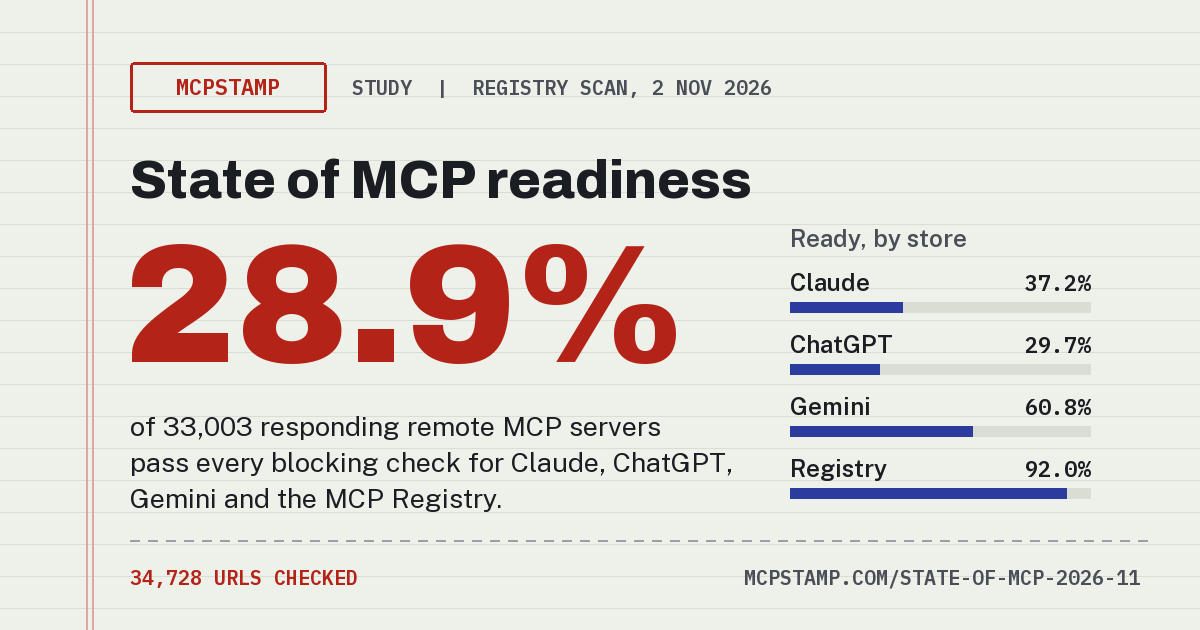 MCPSTAMP
STUDY | REGISTRY SCAN, 2 NOV 2026
State of MCP readiness
28.9%
of 33,003 responding remote MCP servers
pass every blocking check for Claude, ChatGPT,
Gemini and the MCP Registry.
Ready, by store
Claude 37.2%
ChatGPT 29.7%
Gemini 60.8%
Registry 92.0%
34,728 URLS CHECKED
MCPSTAMP.COM/STATE-OF-MCP-2026-11